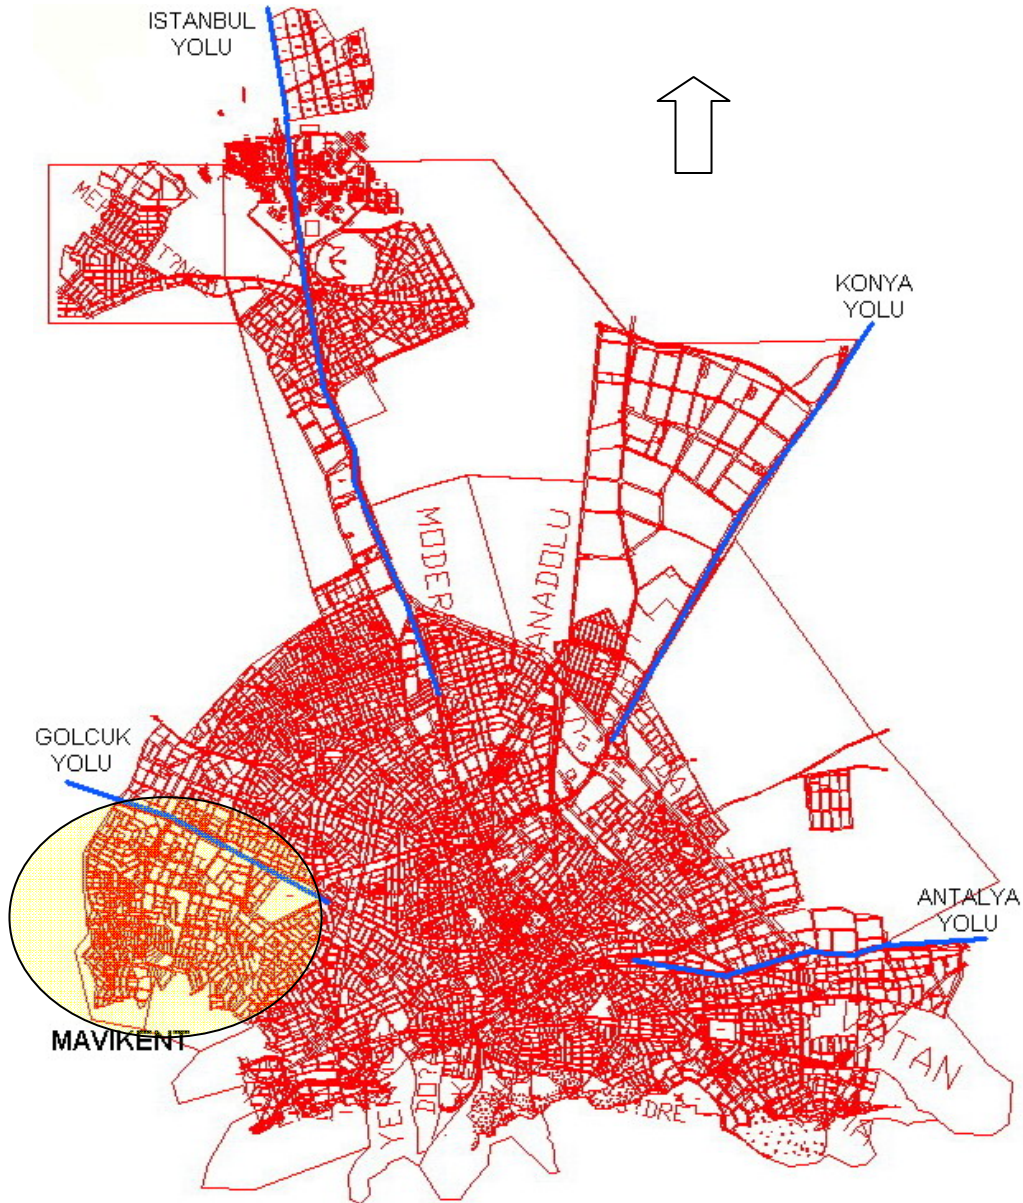 ISTANBUL
YOLU
KONYA
YOLU
MODER
ANADOLU
GOLCUK
YOLU
ANTALYA
YOLU
MAVIKENT
TAN